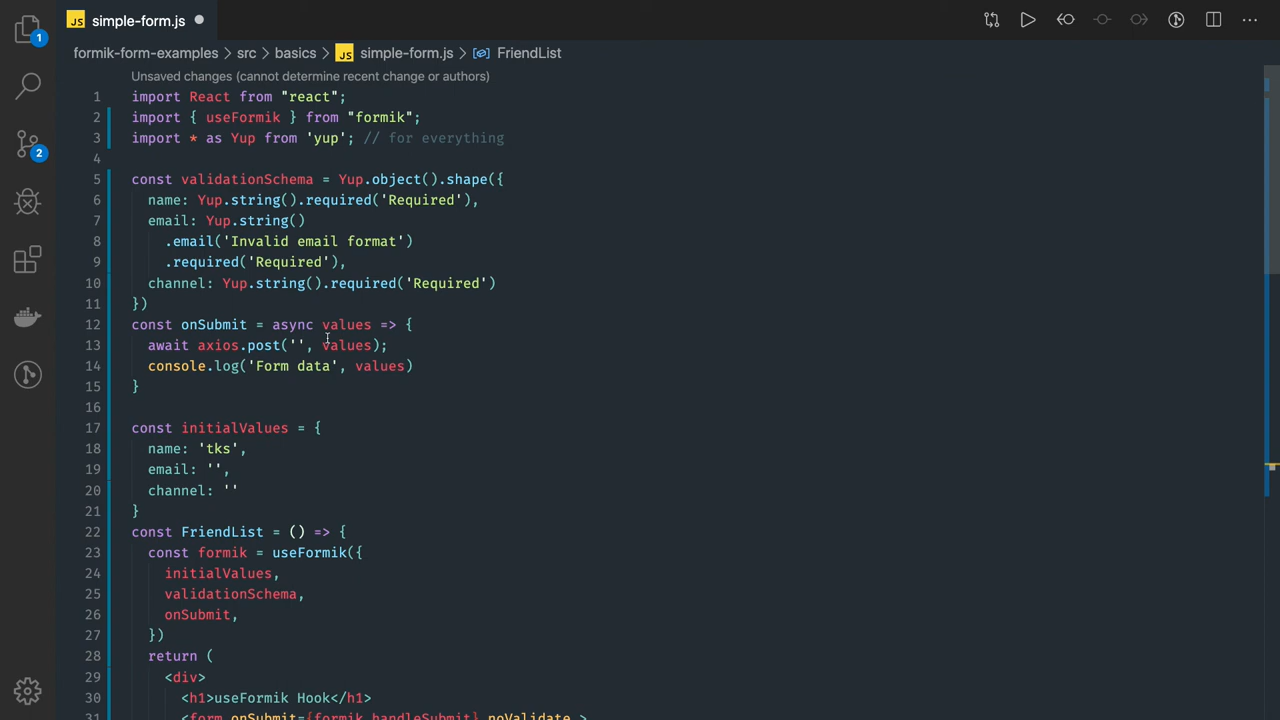 JS simple-form.js
formik-form-examples > src > basics > JS simple-form.js > FriendList
Unsaved changes (cannot determine recent change or authors)
1 import React from "react";
2 import { useFormik } from "formik";
3 import * as Yup from 'yup'; // for everything
4
5 const validationSchema = Yup.object().shape({
6 name: Yup.string().required('Required'),
7 email: Yup.string()
8 .email('Invalid email format')
9 .required('Required'),
10 channel: Yup.string().required('Required')
11 })
12 const onSubmit = async values => {
13 await axios.post('', values);
14 console.log('Form data', values)
15 }
16
17 const initialValues = {
18 name: 'tks',
19 email: '',
20 channel: ''
21 }
22 const FriendList = () => {
23 const formik = useFormik({
24 initialValues,
25 validationSchema,
26 onSubmit,
27 })
28 return (
29 <div>
30 <h1>useFormik Hook</h1>
31 <form onSubmit={formik.handleSubmit} noValidate >
1
2